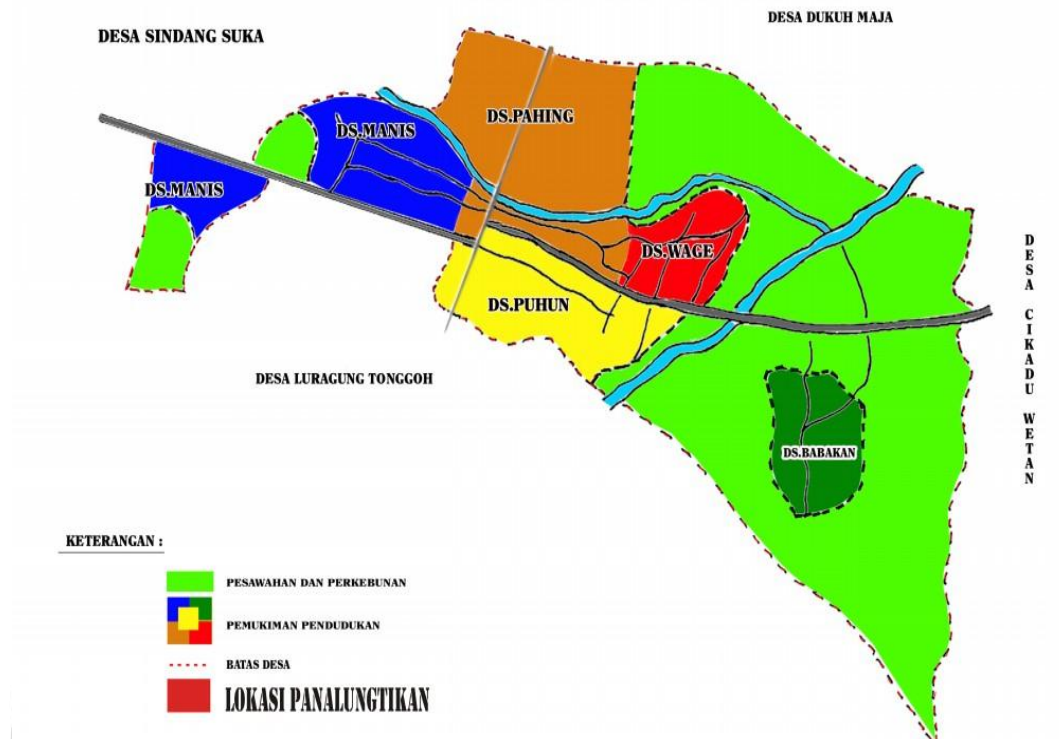 DESA SINDANG SUKA
DESA DUKUH MAJA
DS.PAHING
DS.MANIS
DS.MANIS
DS.WAGE
DS.PUHUN
DESA CIKADU WETAN
DESA LURAGUNG TONGGOH
DS.BABAKAN
KETERANGAN :
PESAWAHAN DAN PERKEBUNAN
PEMUKIMAN PENDUDUKAN
BATAS DESA
LOKASI PANALUNGTIKAN